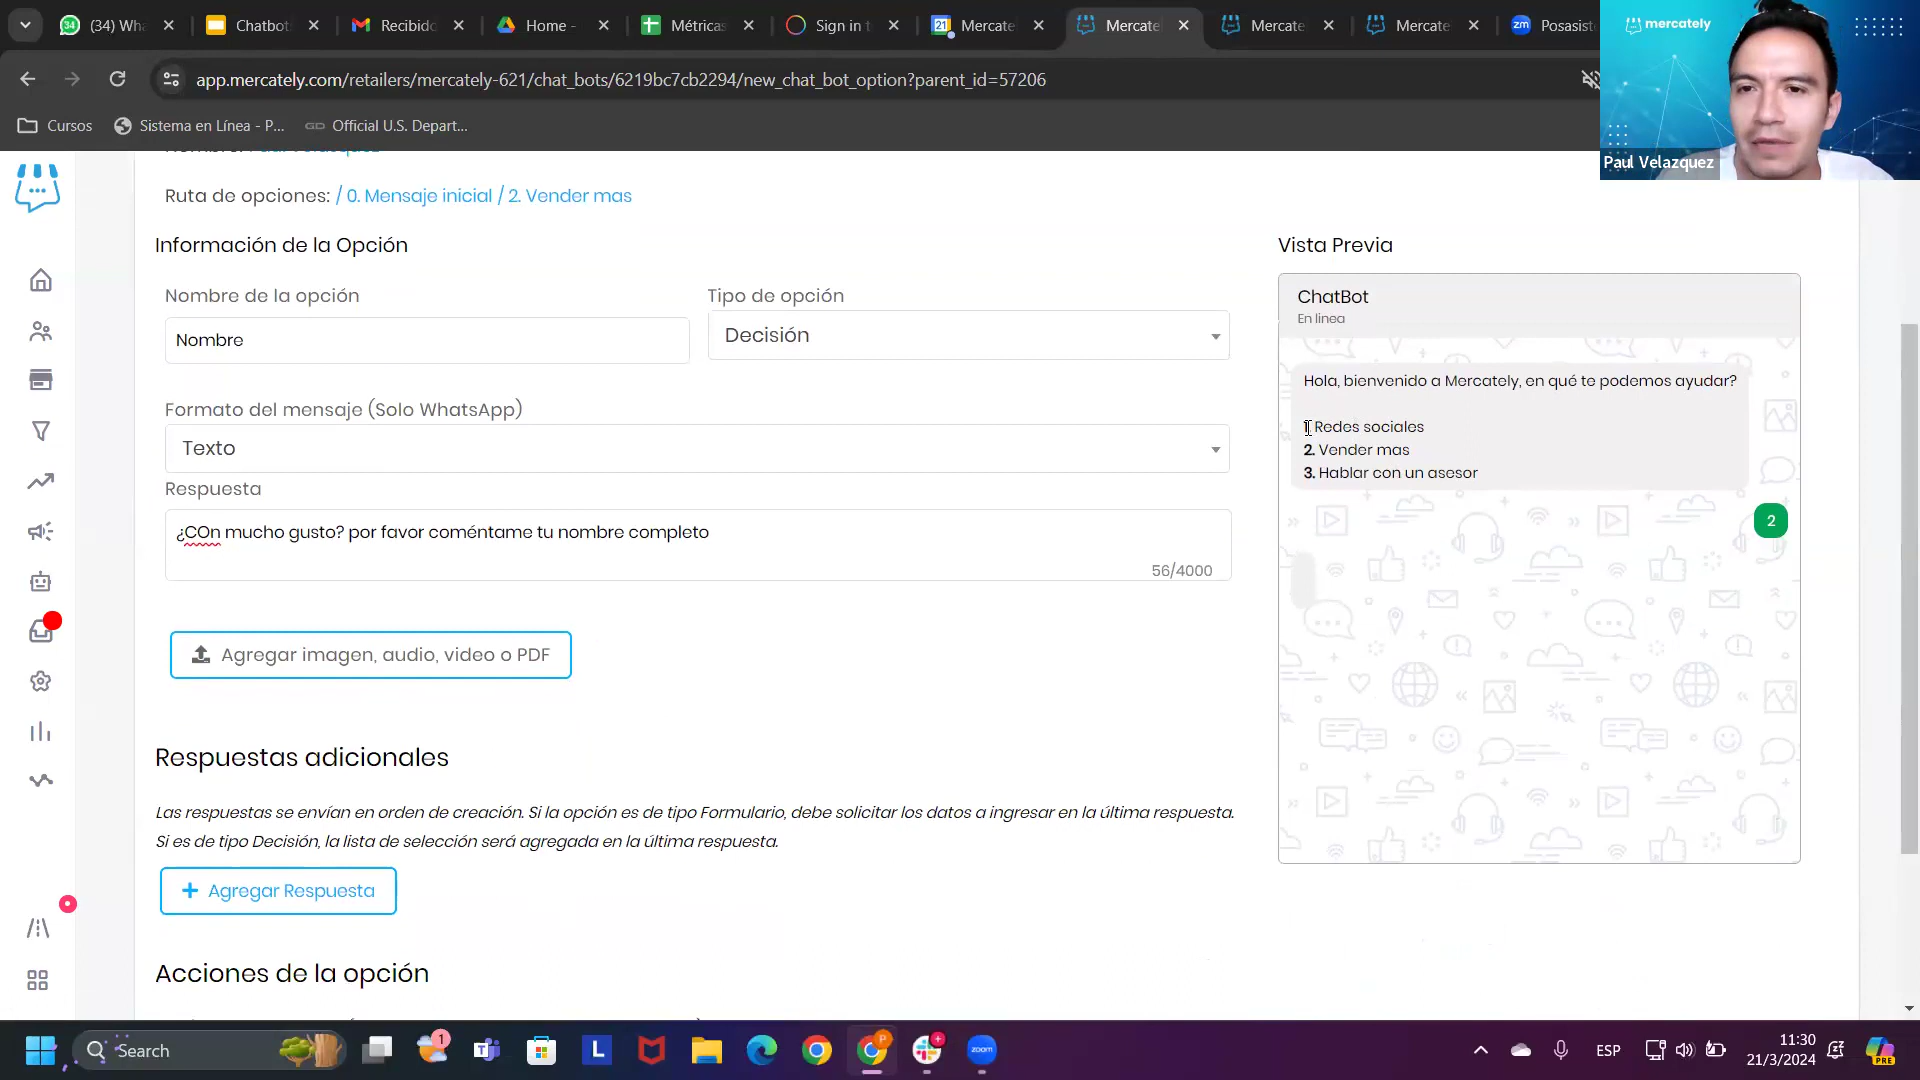 (34) Wha
Chatbot
Recibido
Home -
Métricas
Sign in t
Mercate
Mercate
Mercate
Mercate
Posasist
app.mercately.com/retailers/mercately-621/chat_bots/6219bc7cb2294/new_chat_bot_option?parent_id=57206
Cursos
Sistema en Línea - P...
Official U.S. Depart...
mercately
Paul Velazquez
Ruta de opciones: / 0. Mensaje inicial / 2. Vender mas
Información de la Opción
Nombre de la opción
Tipo de opción
Nombre
Decisión
Formato del mensaje (Solo WhatsApp)
Texto
Respuesta
¿COn mucho gusto? por favor coméntame tu nombre completo
56/4000
Agregar imagen, audio, video o PDF
Respuestas adicionales
Las respuestas se envían en orden de creación. Si la opción es de tipo Formulario, debe solicitar los datos a ingresar en la última respuesta.
Si es de tipo Decisión, la lista de selección será agregada en la última respuesta.
+ Agregar Respuesta
Acciones de la opción
Vista Previa
ChatBot
En linea
Hola, bienvenido a Mercately, en qué te podemos ayudar?
1. Redes sociales
2. Vender mas
3. Hablar con un asesor
2
Search
1
zoom
ESP
11:30
21/3/2024
PRE